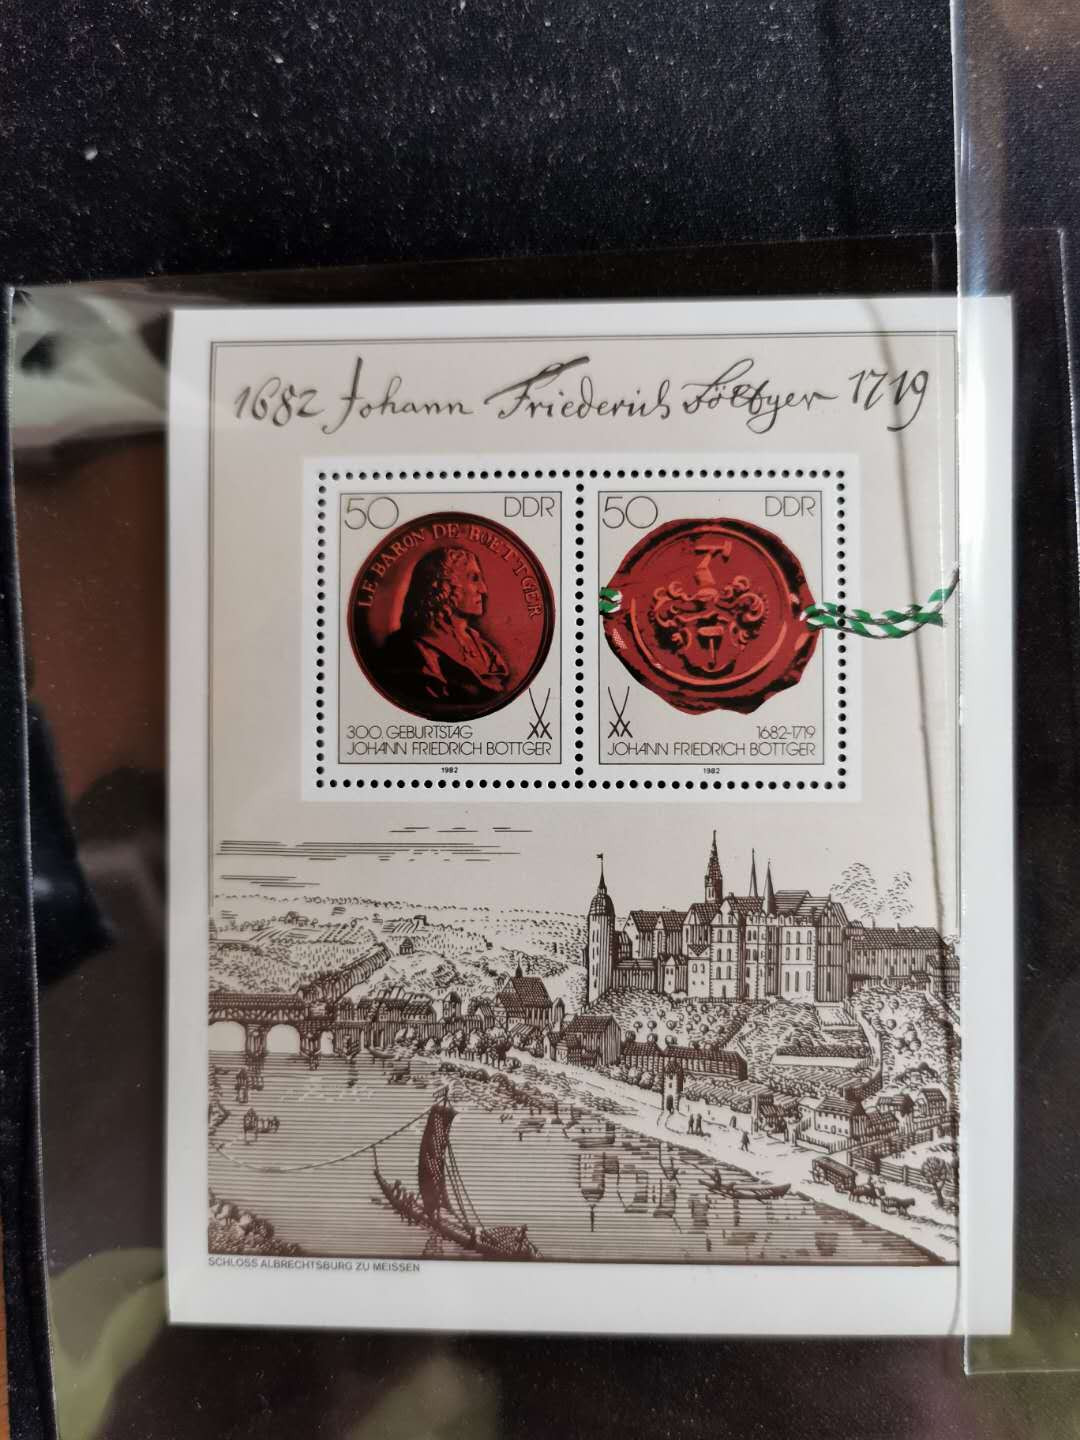 1682 Johann Friederich Böttger 1719
50 DDR
LE BARON DE BOETTGER
300. GEBURTSTAG
JOHANN FRIEDRICH BÖTTGER
1982
50 DDR
1682-1719
JOHANN FRIEDRICH BÖTTGER
1982
SCHLOSS ALBRECHTSBURG ZU MEISSEN